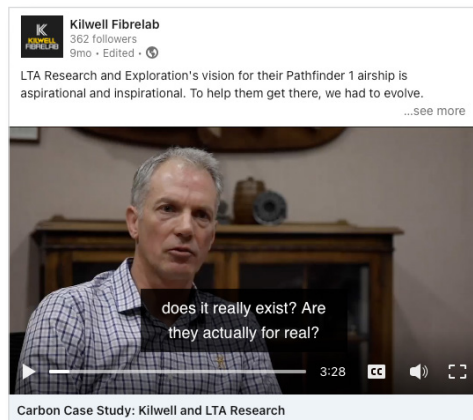 K
KILWELL
FIBRELAB
Kilwell Fibrelab
362 followers
9mo • Edited •
LTA Research and Exploration's vision for their Pathfinder 1 airship is
aspirational and inspirational. To help them get there, we had to evolve.
...see more
does it really exist? Are
they actually for real?
3:28
CC
Carbon Case Study: Kilwell and LTA Research